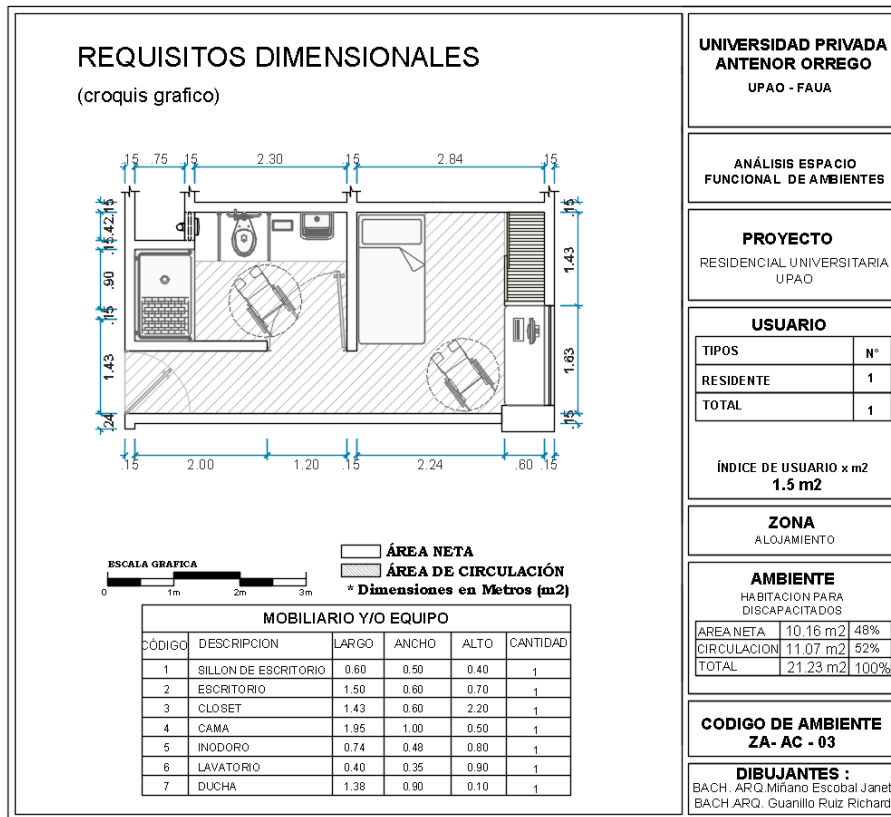 REQUISITOS DIMENSIONALES
(croquis grafico)
.15 .75 .15 2.30 .15 2.84 .15
.15 .42 .15 .90 .15 1.43 .24
.15 1.43 1.63 .15
.15 2.00 1.20 .15 2.24 .60 .15
ESCALA GRAFICA
0 1m 2m 3m
ÁREA NETA
ÁREA DE CIRCULACIÓN
* Dimensiones en Metros (m2)
MOBILIARIO Y/O EQUIPO
CÓDIGO DESCRIPCION LARGO ANCHO ALTO CANTIDAD
1 SILLON DE ESCRITORIO 0.60 0.50 0.40 1
2 ESCRITORIO 1.50 0.60 0.70 1
3 CLOSET 1.43 0.60 2.20 1
4 CAMA 1.95 1.00 0.50 1
5 INODORO 0.74 0.48 0.80 1
6 LAVATORIO 0.40 0.35 0.90 1
7 DUCHA 1.38 0.90 0.10 1
UNIVERSIDAD PRIVADA
ANTENOR ORREGO
UPAO - FAUA
ANÁLISIS ESPACIO
FUNCIONAL DE AMBIENTES
PROYECTO
RESIDENCIAL UNIVERSITARIA
UPAO
USUARIO
TIPOS N°
RESIDENTE 1
TOTAL 1
ÍNDICE DE USUARIO x m2
1.5 m2
ZONA
ALOJAMIENTO
AMBIENTE
HABITACION PARA
DISCAPACITADOS
AREA NETA 10.16 m2 48%
CIRCULACION 11.07 m2 52%
TOTAL 21.23 m2 100%
CODIGO DE AMBIENTE
ZA- AC - 03
DIBUJANTES :
BACH. ARQ.Miñano Escobal Janet
BACH.ARQ. Guanillo Ruiz Richard